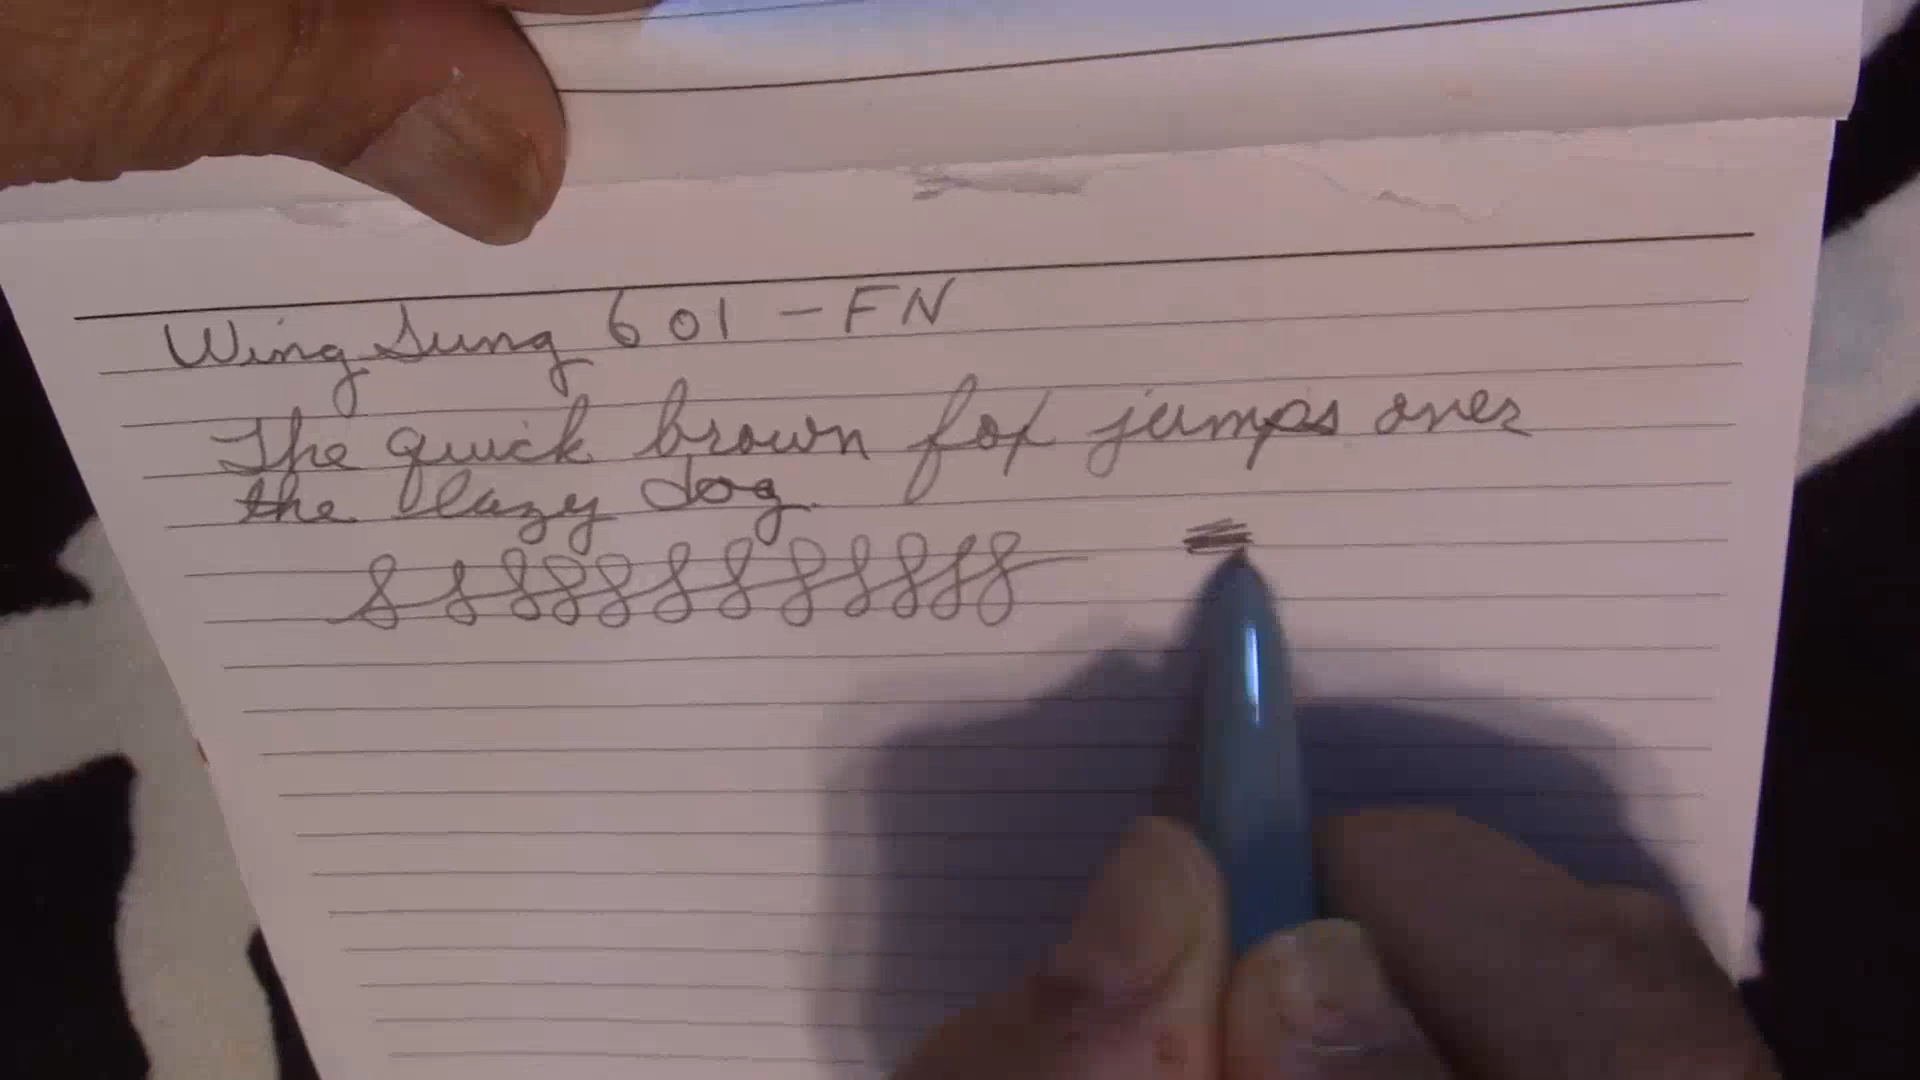 Wing Sung 601 - FN
The quick brown fox jumps over
the lazy dog.